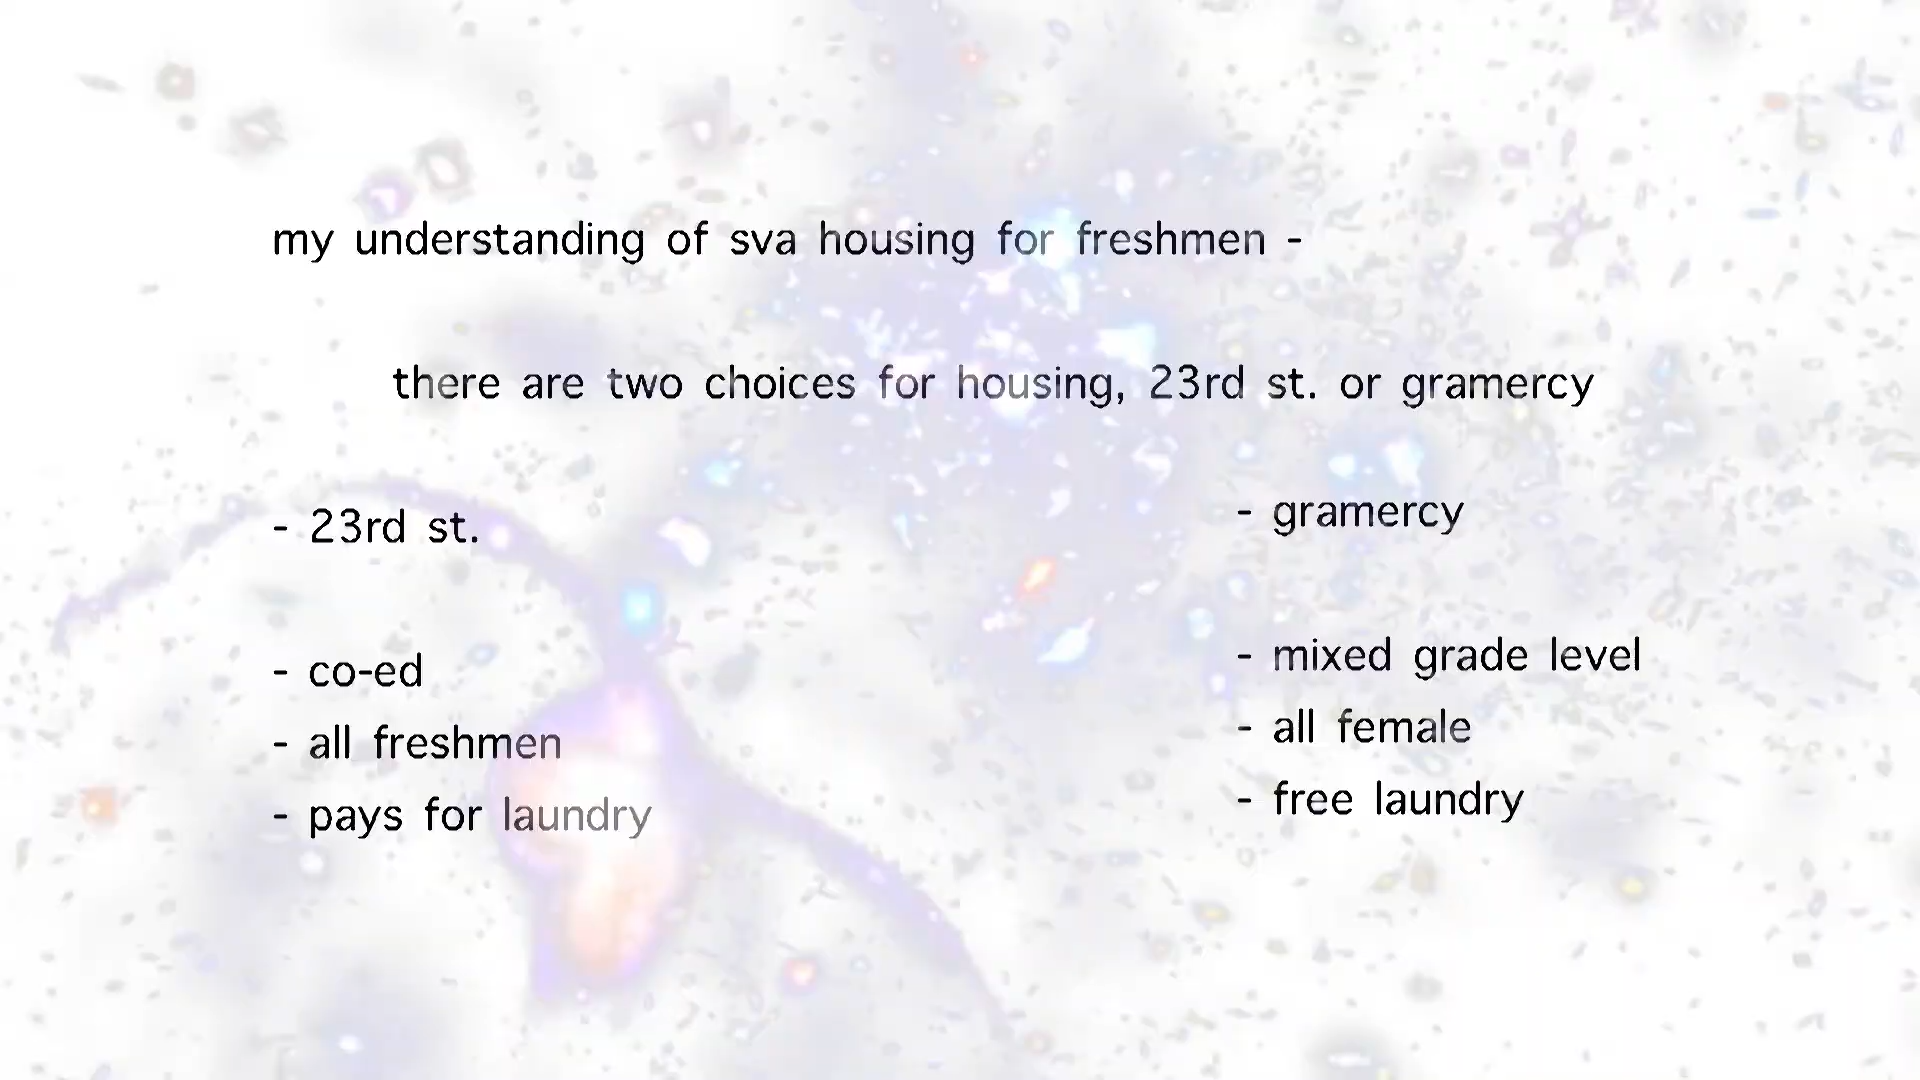 my understanding of sva housing for freshmen -
there are two choices for housing, 23rd st. or gramercy
- 23rd st.
- co-ed
- all freshmen
- pays for laundry
- gramercy
- mixed grade level
- all female
- free laundry